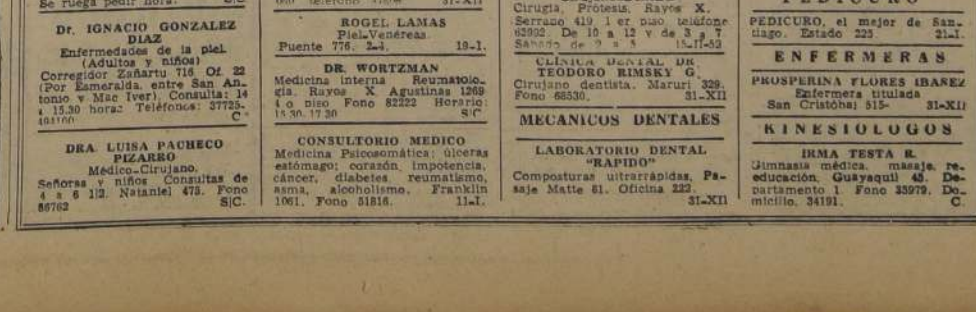 Se ruega pedir hora. S|C
Dr. IGNACIO GONZALEZ
DIAZ
Enfermedades de la piel
(Adultos y niños)
Corregidor Zañartu 716 Of. 22
(Por Esmeralda, entre San An-
tonio y Mac Iver). Consulta: 14
a 15.30 horas Teléfonos: 37725-
C
DRA. LUISA PACHECO
PIZARRO
Médico-Cirujano.
Señoras y niños Consultas de
4 a 6 1|2. Nataniel 475. Fono
86762 S|C.
31-XII
ROGEL LAMAS
Piel-Venéreas
Puente 776. 2-4. 19-I.
DR. WORTZMAN
Medicina interna Reumatolo-
gía. Rayos X Agustinas 1269
4.o piso Fono 82222 Horario:
15.30-17.30 S|C
CONSULTORIO MEDICO
Medicina Psicosomática; úlceras
estómago; corazón, impotencia,
cáncer, diabetes, reumatismo,
asma, alcoholismo, Franklin
1061. Fono 51816. 11-I.
Cirugía, Prótesis, Rayos X.
Serrano 419 1 er piso teléfono
63992. De 10 a 12 y de 3 a 7
Sábado de 9 a 15-II-53
CLINICA DENTAL DR
TEODORO RIMSKY G.
Cirujano dentista. Maruri 329.
Fono 68530. 31-XII
MECANICOS DENTALES
LABORATORIO DENTAL
"RAPIDO"
Composturas ultrarrápidas, Pa-
saje Matte 61. Oficina 222.
31-XII
PEDICURO
PEDICURO, el mejor de San-
tiago. Estado 225. 21-I.
ENFERMERAS
PROSPERINA FLORES IBAÑEZ
Enfermera titulada
San Cristóbal 515- 31-XII
KINESIOLOGOS
IRMA TESTA R.
Gimnasia médica, masaje, re-
educación. Guayaquil 45. De-
partamento 1. Fono 35979. Do-
micilio. 34191. C.